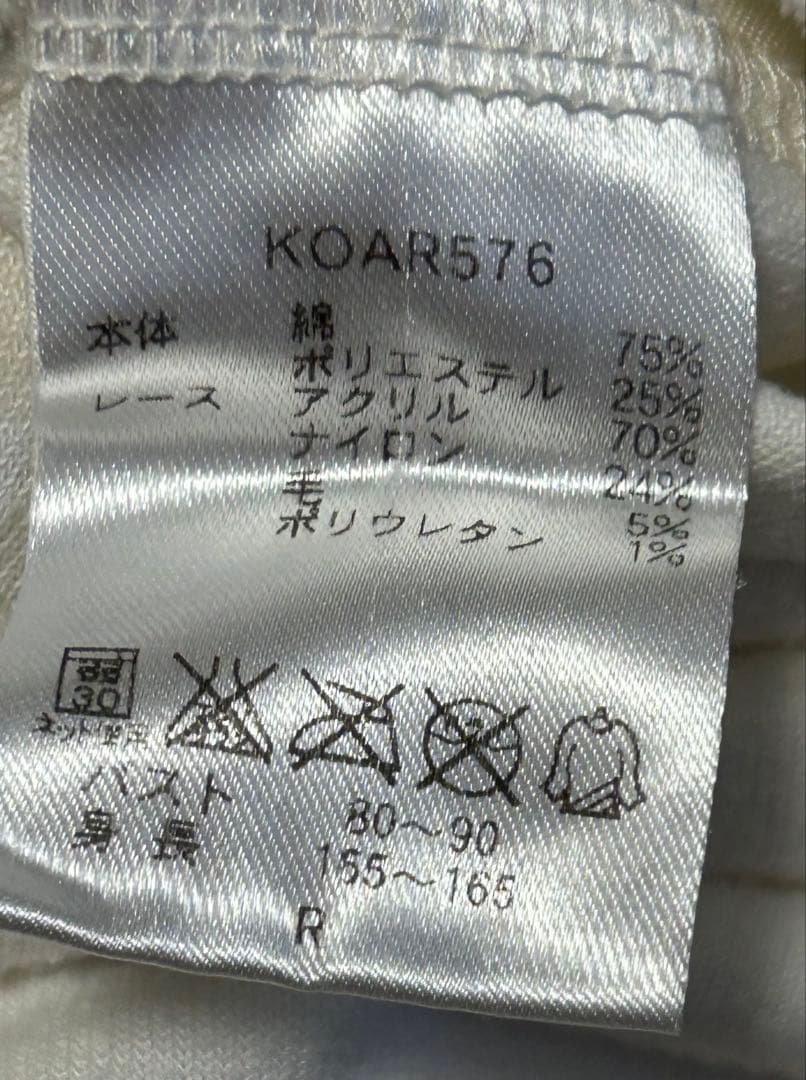 KOAR576
本体 綿 75%
ポリエステル 25%
レース アクリル 70%
ナイロン 24%
毛 5%
ポリウレタン 1%
弱
30
ネット使用
バスト 80〜90
身長 155〜165
R